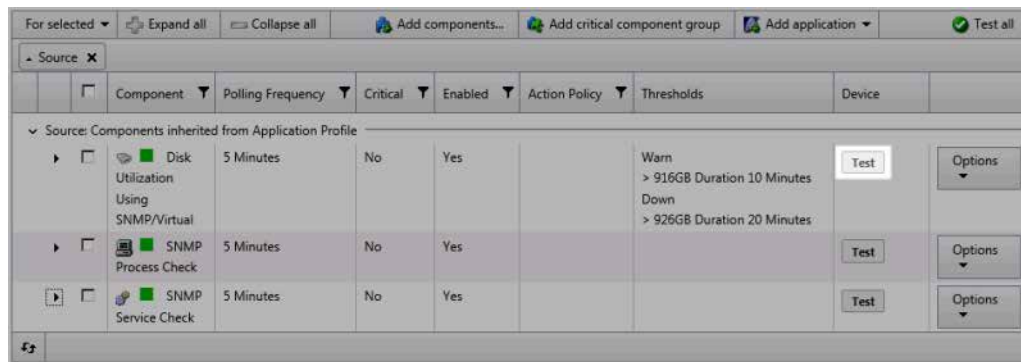 For selected Expand all Collapse all Add components... Add critical component group Add application Test all
Source X
Component Polling Frequency Critical Enabled Action Policy Thresholds Device
Source: Components inherited from Application Profile
Disk 5 Minutes No Yes Warn Test Options
Utilization > 916GB Duration 10 Minutes
Using Down
SNMP/Virtual > 926GB Duration 20 Minutes
SNMP 5 Minutes No Yes Test Options
Process Check
SNMP 5 Minutes No Yes Test Options
Service Check